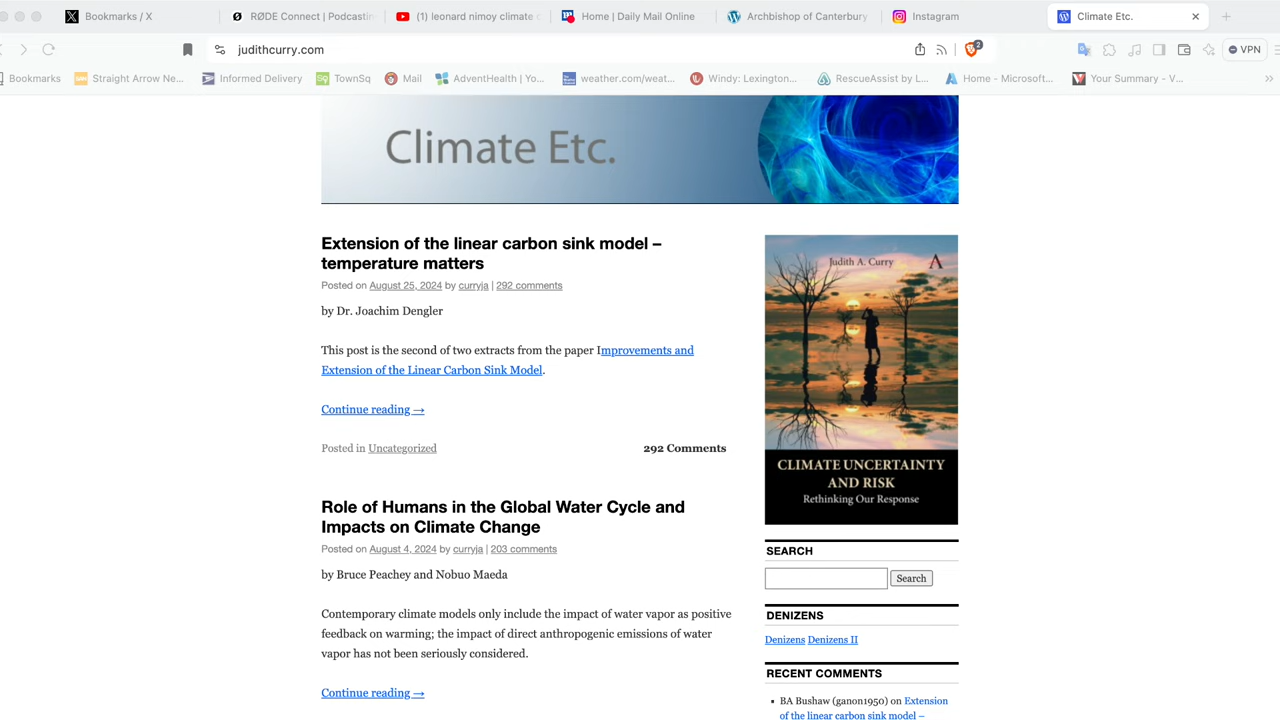 Bookmarks / X
RØDE Connect | Podcastin
(1) leonard nimoy climate c
Home | Daily Mail Online
Archbishop of Canterbury
Instagram
Climate Etc.
judithcurry.com
2
VPN
Bookmarks
Straight Arrow Ne...
Informed Delivery
TownSq
Mail
AdventHealth | Yo...
weather.com/weat...
Windy: Lexington...
RescueAssist by L...
Home - Microsoft...
Your Summary - V...
Climate Etc.
Extension of the linear carbon sink model –
temperature matters
Posted on August 25, 2024 by curryja | 292 comments
by Dr. Joachim Dengler
This post is the second of two extracts from the paper Improvements and
Extension of the Linear Carbon Sink Model.
Continue reading →
Posted in Uncategorized
292 Comments
Role of Humans in the Global Water Cycle and
Impacts on Climate Change
Posted on August 4, 2024 by curryja | 203 comments
by Bruce Peachey and Nobuo Maeda
Contemporary climate models only include the impact of water vapor as positive
feedback on warming; the impact of direct anthropogenic emissions of water
vapor has not been seriously considered.
Continue reading →
Judith A. Curry
CLIMATE UNCERTAINTY
AND RISK
Rethinking Our Response
SEARCH
Search
DENIZENS
Denizens Denizens II
RECENT COMMENTS
BA Bushaw (ganon1950) on Extension
of the linear carbon sink model –